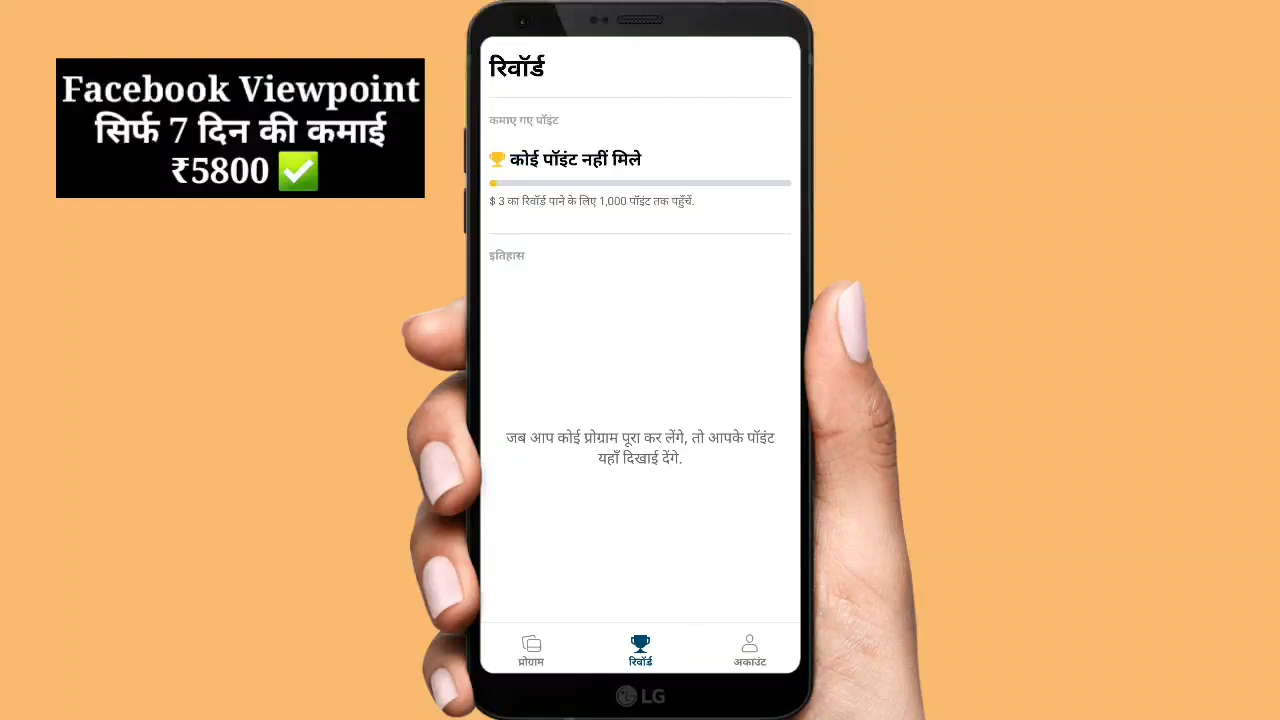 Facebook Viewpoint
सिर्फ 7 दिन की कमाई
₹5800 ✅
रिवॉर्ड
कमाए गए पॉइंट
🏆 कोई पॉइंट नहीं मिले
$ 3 का रिवॉर्ड पाने के लिए 1,000 पॉइंट तक पहुँचें.
इतिहास
जब आप कोई प्रोग्राम पूरा कर लेंगे, तो आपके पॉइंट
यहाँ दिखाई देंगे.
प्रोग्राम रिवॉर्ड अकाउंट
LG